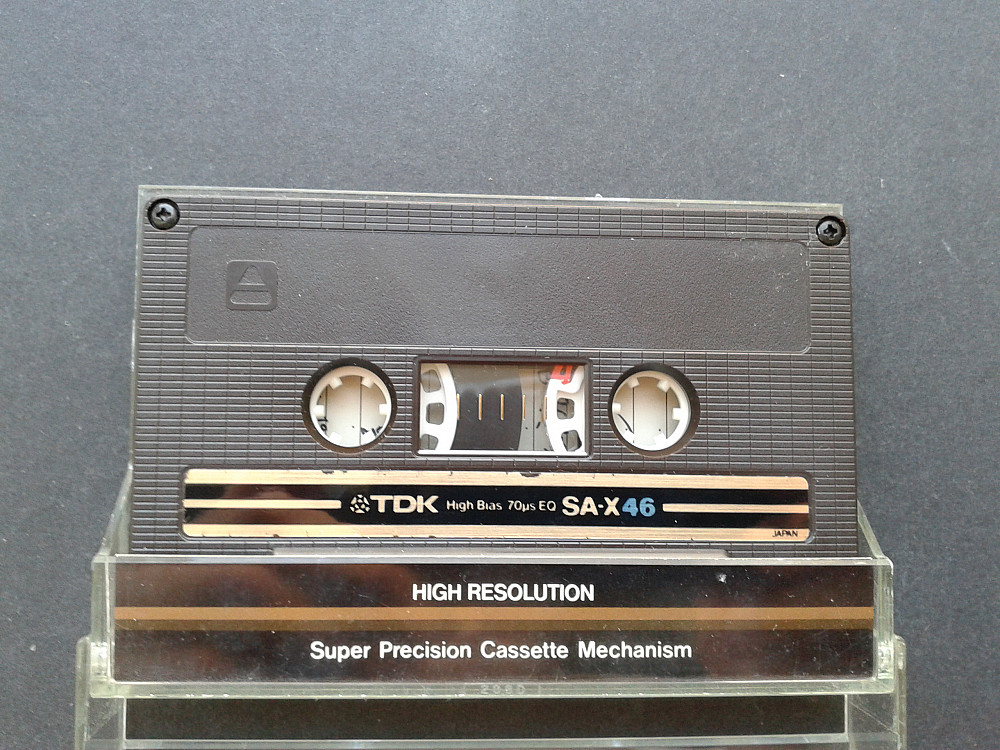 A
TDK High Bias 70µs EQ SA-X46
JAPAN
HIGH RESOLUTION
Super Precision Cassette Mechanism